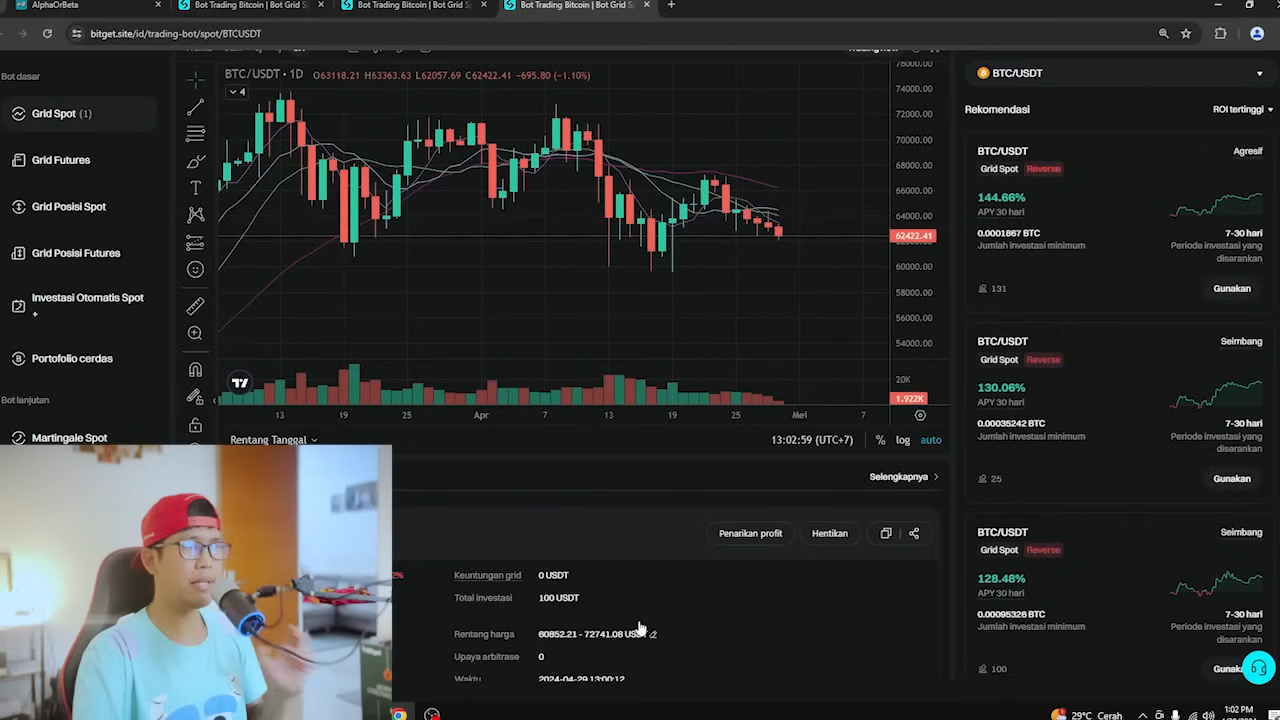 AlphaOrBeta
Bot Trading Bitcoin | Bot Grid S
Bot Trading Bitcoin | Bot Grid S
Bot Trading Bitcoin | Bot Grid S
bitget.site/id/trading-bot/spot/BTCUSDT
Bot dasar
Grid Spot (1)
Grid Futures
Grid Posisi Spot
Grid Posisi Futures
Investasi Otomatis Spot
+
Portofolio cerdas
Bot lanjutan
Martingale Spot
BTC/USDT • 1D O63118.21 H63363.63 L62057.69 C62422.41 -695.80 (-1.10%)
4
76000.00
74000.00
72000.00
70000.00
68000.00
66000.00
64000.00
62422.41
60000.00
58000.00
56000.00
54000.00
20K
1.922K
13 19 25 Apr 7 13 19 25 Mei 7
Rentang Tanggal
13:02:59 (UTC+7) % log auto
Selengkapnya
Penarikan profit Hentikan
Keuntungan grid 0 USDT
Total investasi 100 USDT
Rentang harga 60852.21 - 72741.08
Upaya arbitrase 0
Waktu 2024-04-29 13:00:12
BTC/USDT
Rekomendasi ROI tertinggi
BTC/USDT Agresif
Grid Spot Reverse
144.66%
APY 30 hari
0.0001867 BTC 7-30 hari
Jumlah investasi minimum Periode investasi yang
disarankan
131 Gunakan
BTC/USDT Seimbang
Grid Spot Reverse
130.06%
APY 30 hari
0.00035242 BTC 7-30 hari
Jumlah investasi minimum Periode investasi yang
disarankan
25 Gunakan
BTC/USDT Seimbang
Grid Spot Reverse
128.48%
APY 30 hari
0.00095326 BTC 7-30 hari
Jumlah investasi minimum Periode investasi yang
disarankan
100
29°C Cerah 1:02 PM